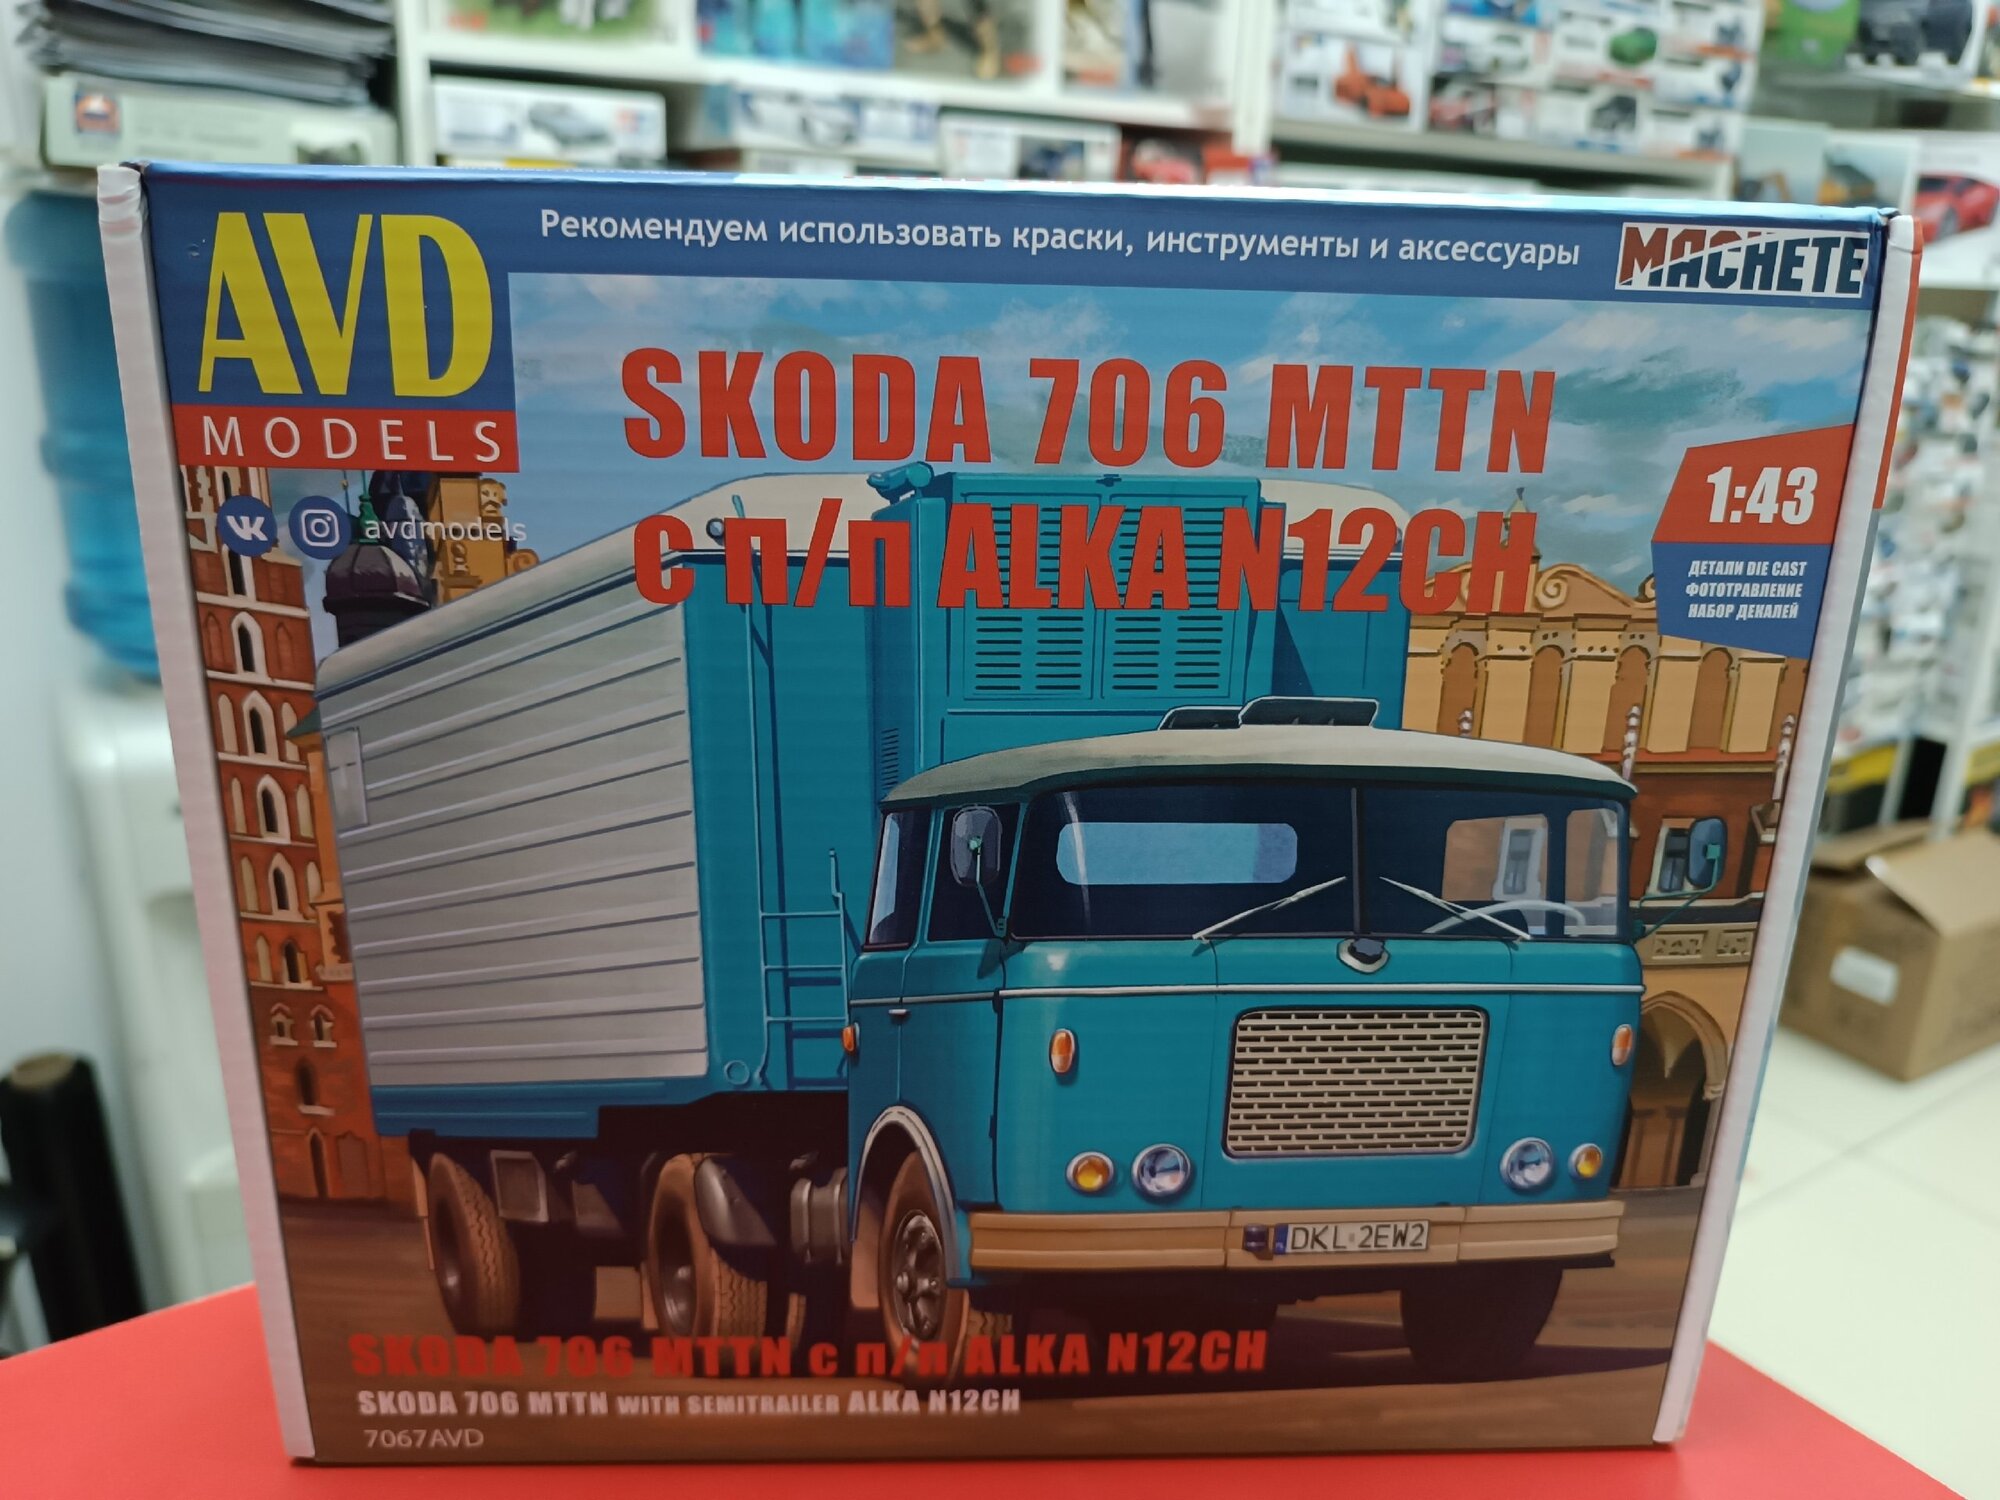 Рекомендуем использовать краски, инструменты и аксессуары
MACHETE
AVD
MODELS
SKODA 706 MTTN
с п/п ALKA N12CH
1:43
ДЕТАЛИ DIE CAST
ФОТОТРАВЛЕНИЕ
НАБОР ДЕКАЛЕЙ
avdmodels
DKL 2EW2
SKODA 706 MTTN с п/п ALKA N12CH
SKODA 706 MTTN WITH SEMITRAILER ALKA N12CH
7067AVD